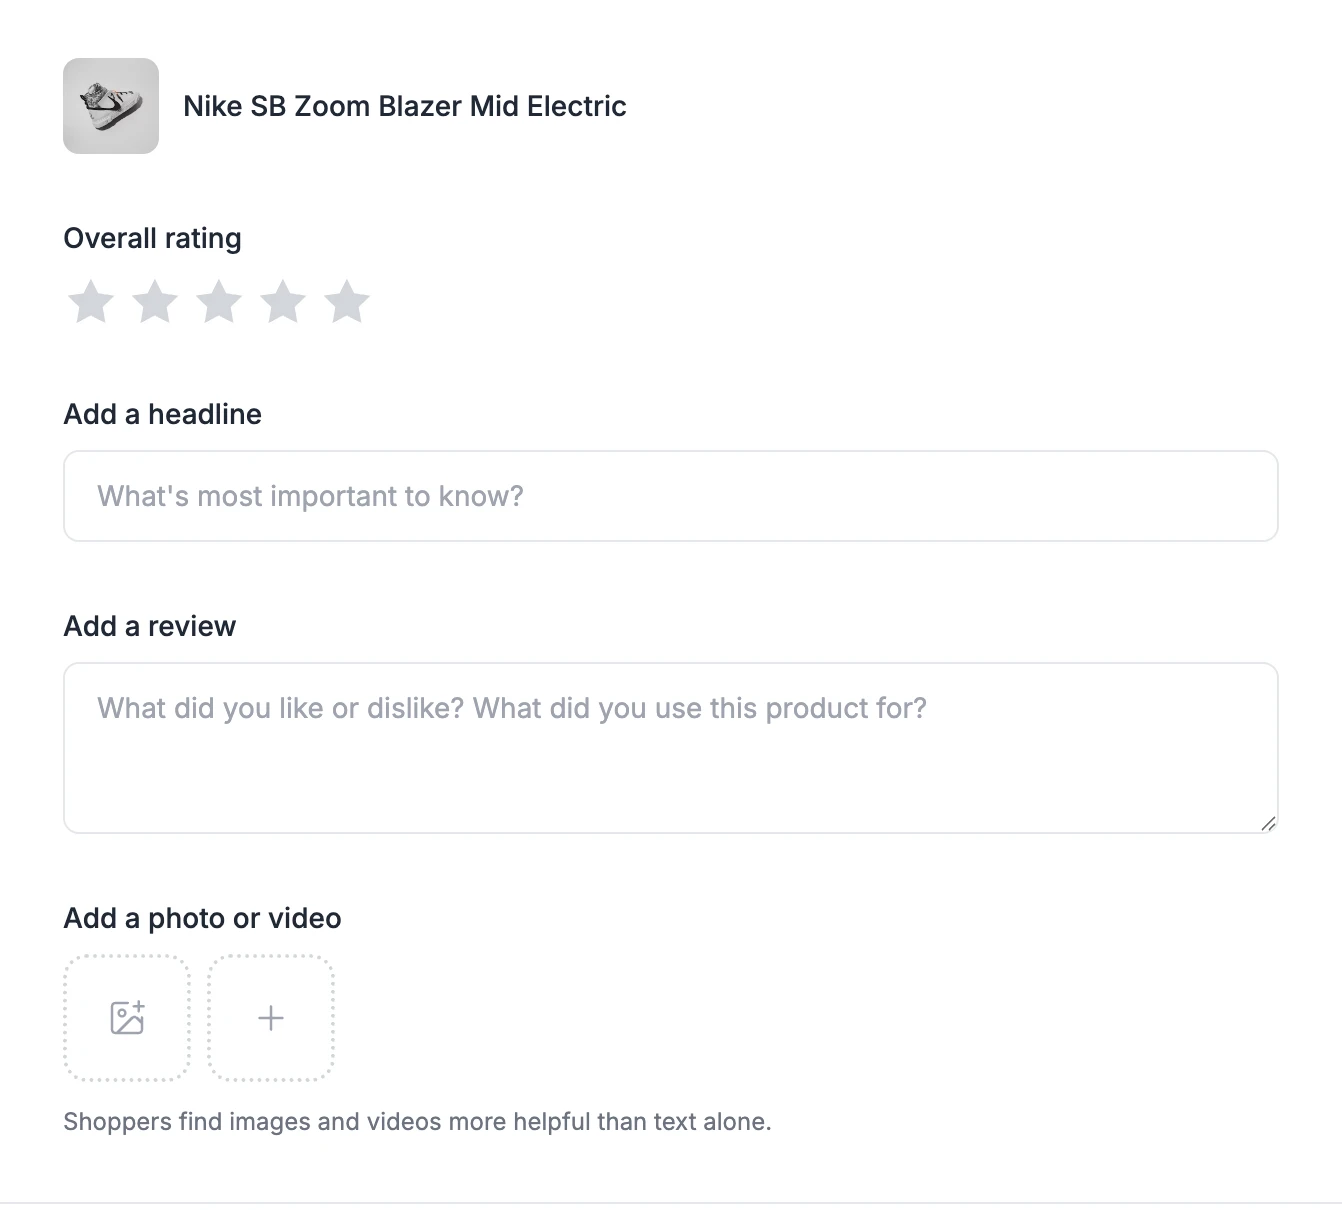 Nike SB Zoom Blazer Mid Electric
Overall rating
Add a headline
What's most important to know?
Add a review
What did you like or dislike? What did you use this product for?
Add a photo or video
Shoppers find images and videos more helpful than text alone.